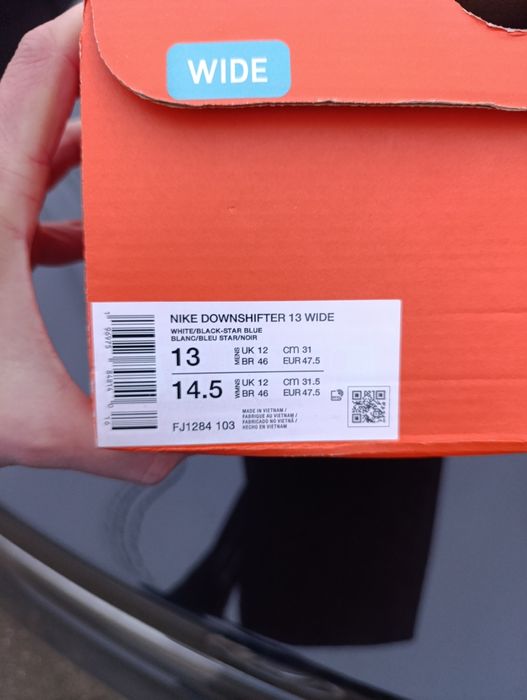 WIDE
NIKE DOWNSHIFTER 13 WIDE
WHITE/BLACK-STAR BLUE
BLANC/BLEU STAR/NOIR
13 MENS UK 12 cm 31
BR 46 EUR 47.5
14.5 WMNS UK 12 cm 31.5
BR 46 EUR 47.5
FJ1284 103
MADE IN VIETNAM /
FABRIQUE AU VIETNAM /
FABRICADO NO VIETNÃ /
HECHO EN VIETNAM